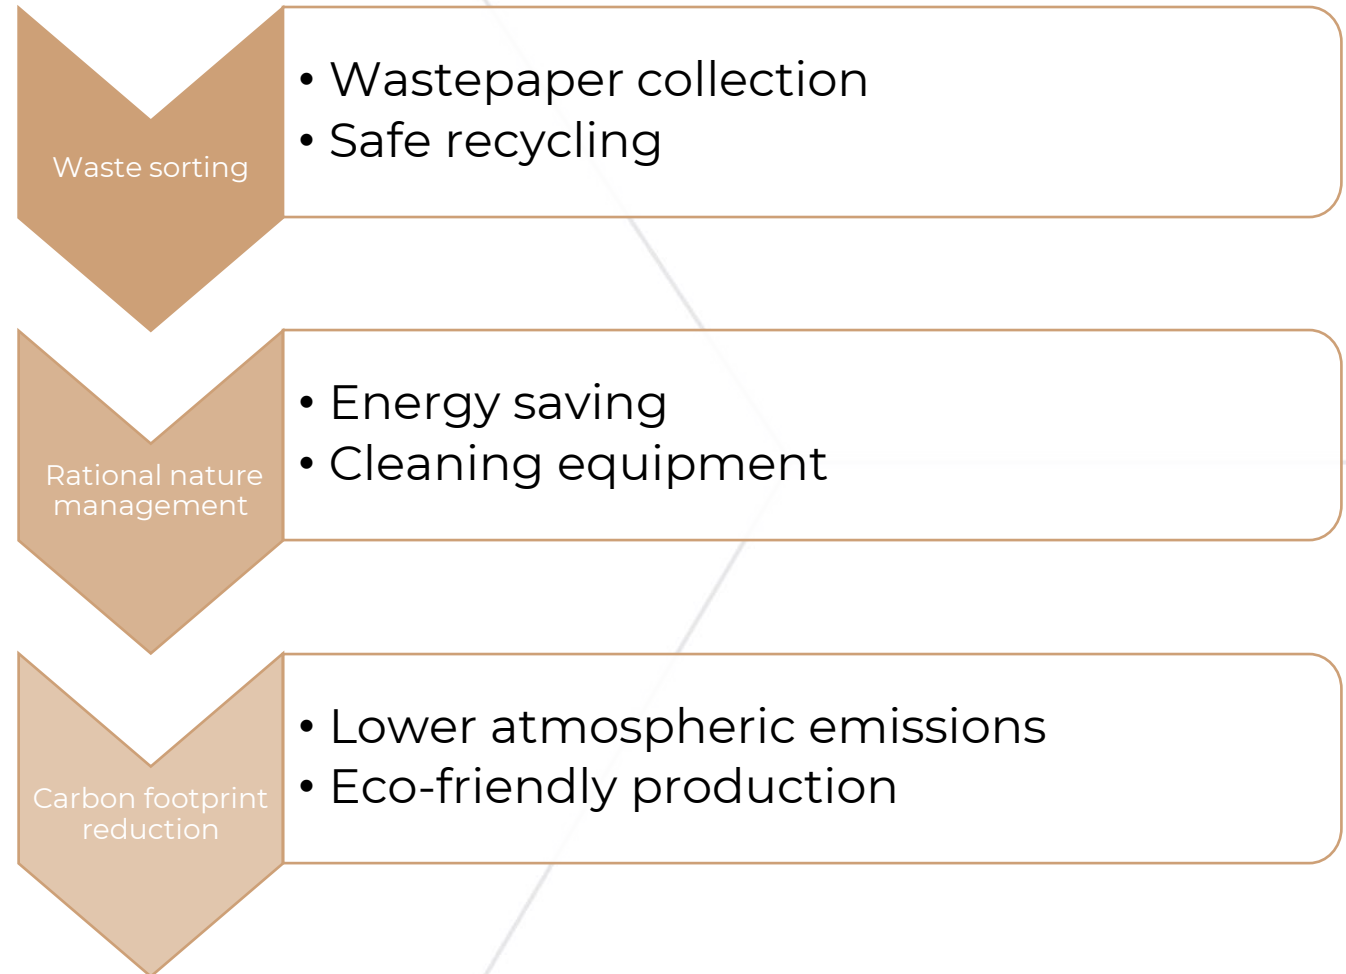 Waste sorting
• Wastepaper collection
• Safe recycling
Rational nature
management
• Energy saving
• Cleaning equipment
Carbon footprint
reduction
• Lower atmospheric emissions
• Eco-friendly production